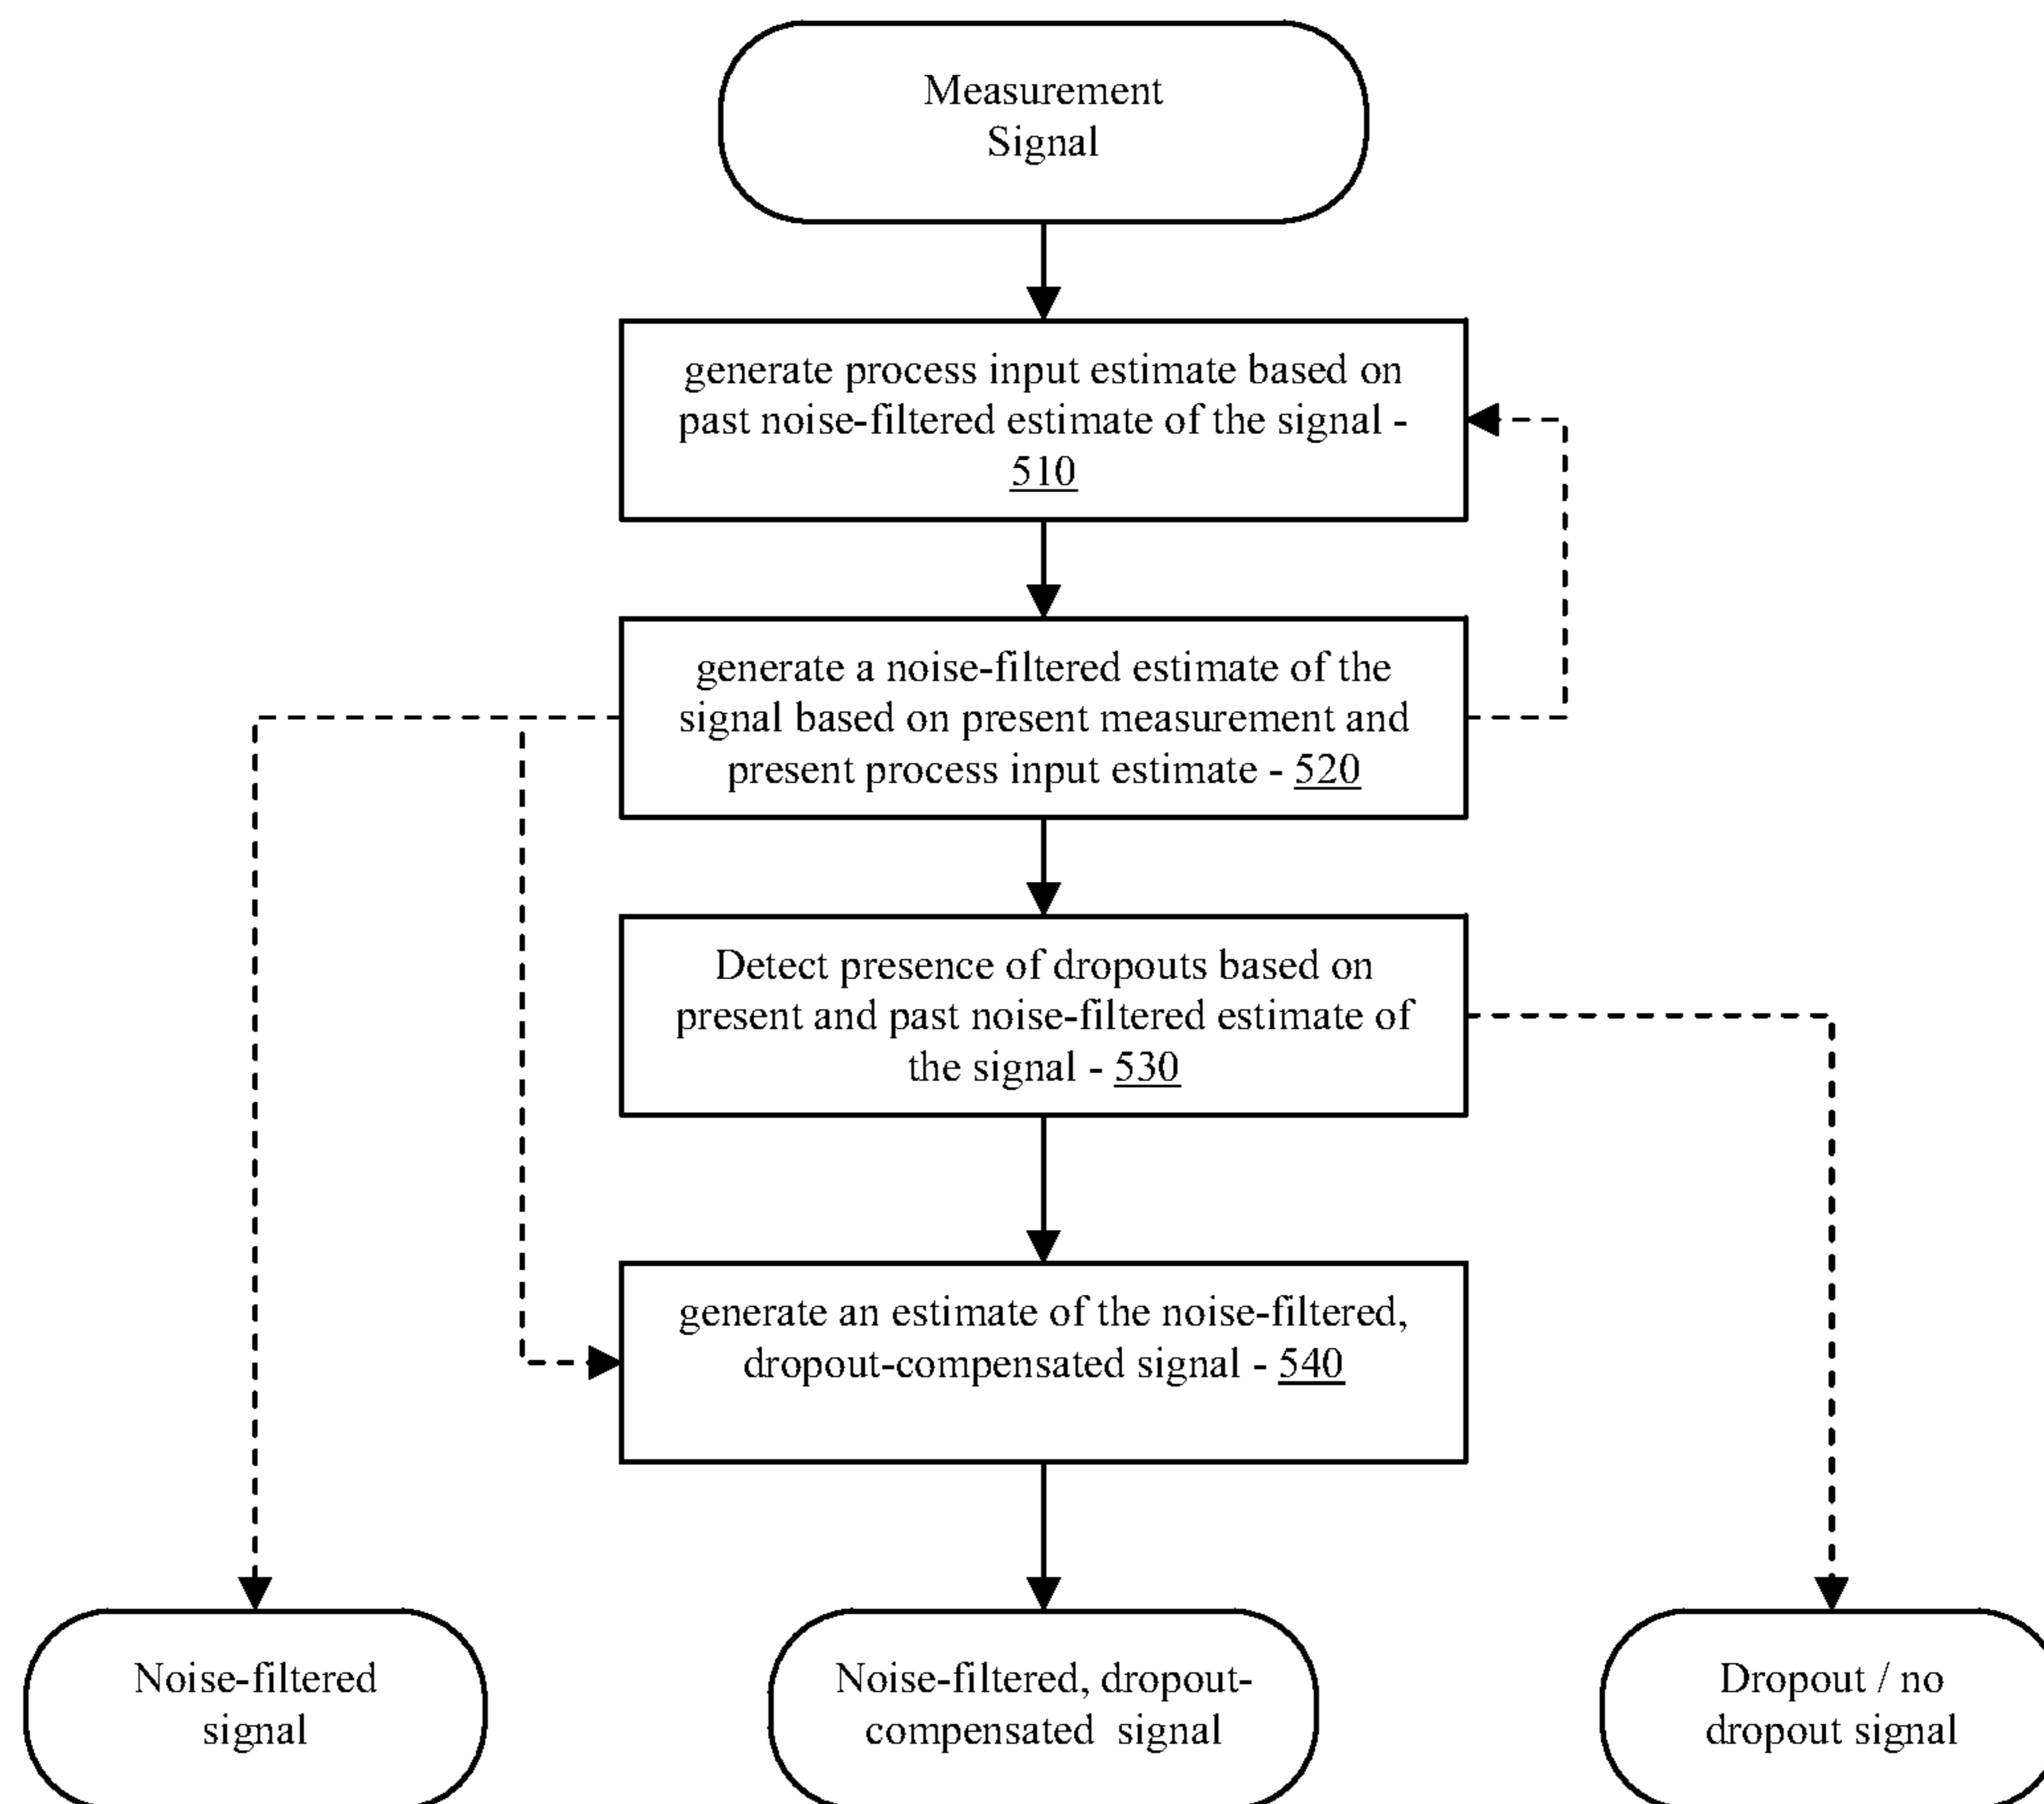 Measurement
Signal
generate process input estimate based on
past noise-filtered estimate of the signal -
510
generate a noise-filtered estimate of the
signal based on present measurement and
present process input estimate - 520
Detect presence of dropouts based on
present and past noise-filtered estimate of
the signal - 530
generate an estimate of the noise-filtered,
dropout-compensated signal - 540
Noise-filtered
signal
Noise-filtered, dropout-
compensated signal
Dropout / no
dropout signal